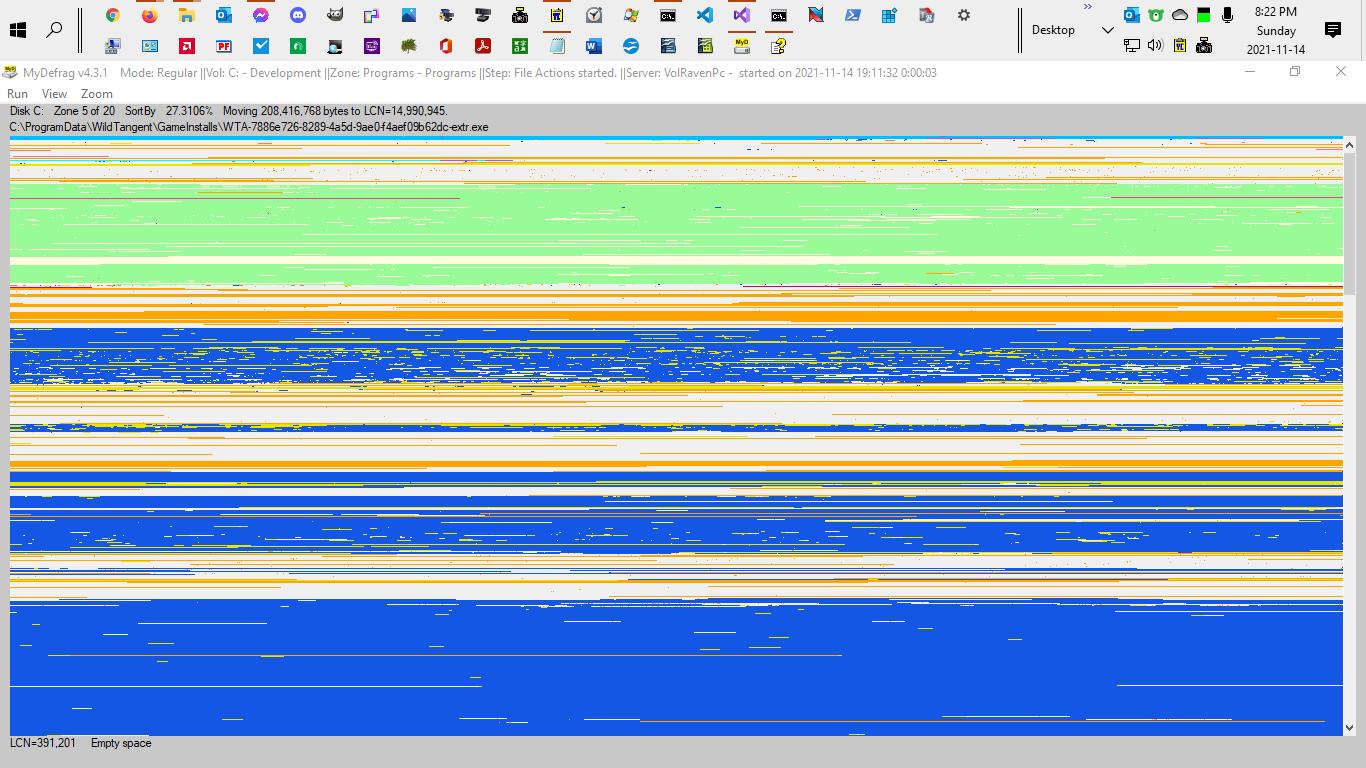 8:22 PM
Sunday
2021-11-14
Desktop
MyDefrag v4.3.1 Mode: Regular ||Vol: C: - Development ||Zone: Programs - Programs ||Step: File Actions started. ||Server: VolRavenPc - started on 2021-11-14 19:11:32 0:00:03
Run View Zoom
Disk C: Zone 5 of 20 SortBy 27.3106% Moving 208,416,768 bytes to LCN=14,990,945.
C:\ProgramData\WildTangent\GameInstalls\WTA-7886e726-8289-4a5d-9ae0-f4aef09b62dc-extr.exe
LCN=391,201 Empty space